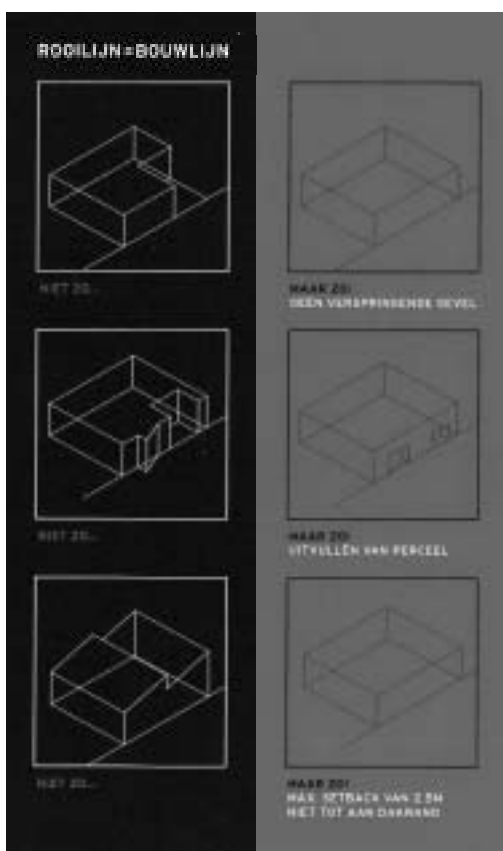 ROOILIJN=BOUWLIJN
NIET ZO...
MAAR ZO!
GEEN VERSPRINGENDE GEVEL
NIET ZO...
MAAR ZO!
UITVULLEN VAN PERCEEL
NIET ZO...
MAAR ZO!
MAX. SETBACK VAN 2.5M
NIET TOT AAN DAKRAND